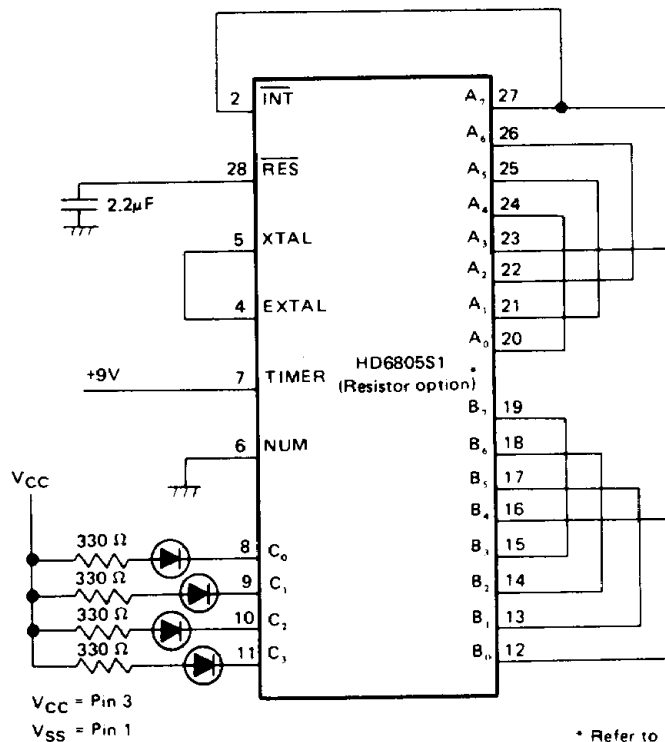 2 INT A₇ 27
A₆ 26
28 RES A₅ 25
2.2μF A₄ 24
5 XTAL A₃ 23
A₂ 22
4 EXTAL A₁ 21
A₀ 20
HD6805S1
+9V 7 TIMER (Resistor option)*
B₇ 19
6 NUM B₆ 18
VCC B₅ 17
B₄ 16
330 Ω 8 C₀ B₃ 15
330 Ω 9 C₁ B₂ 14
330 Ω 10 C₂ B₁ 13
330 Ω 11 C₃ B₀ 12
VCC = Pin 3
VSS = Pin 1
* Refer to